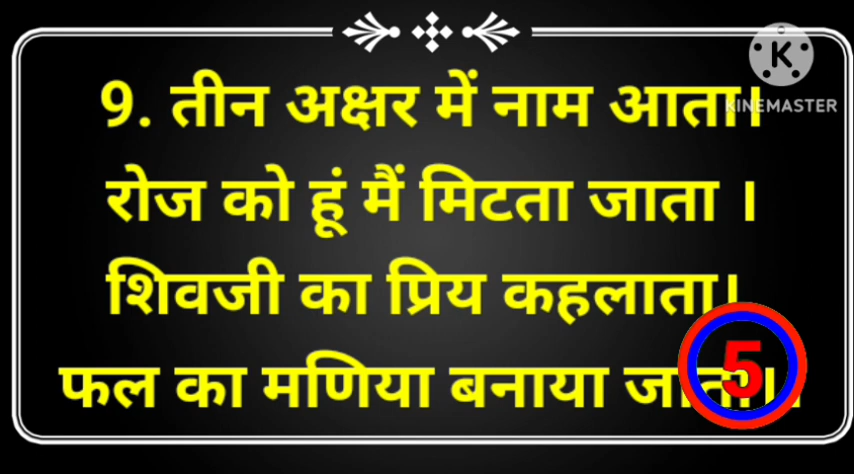 9. तीन अक्षर में नाम आता।
KINEMASTER
रोज को हूं मैं मिटता जाता ।
शिवजी का प्रिय कहलाता।
फल का मणिया बनाया जाता।
5